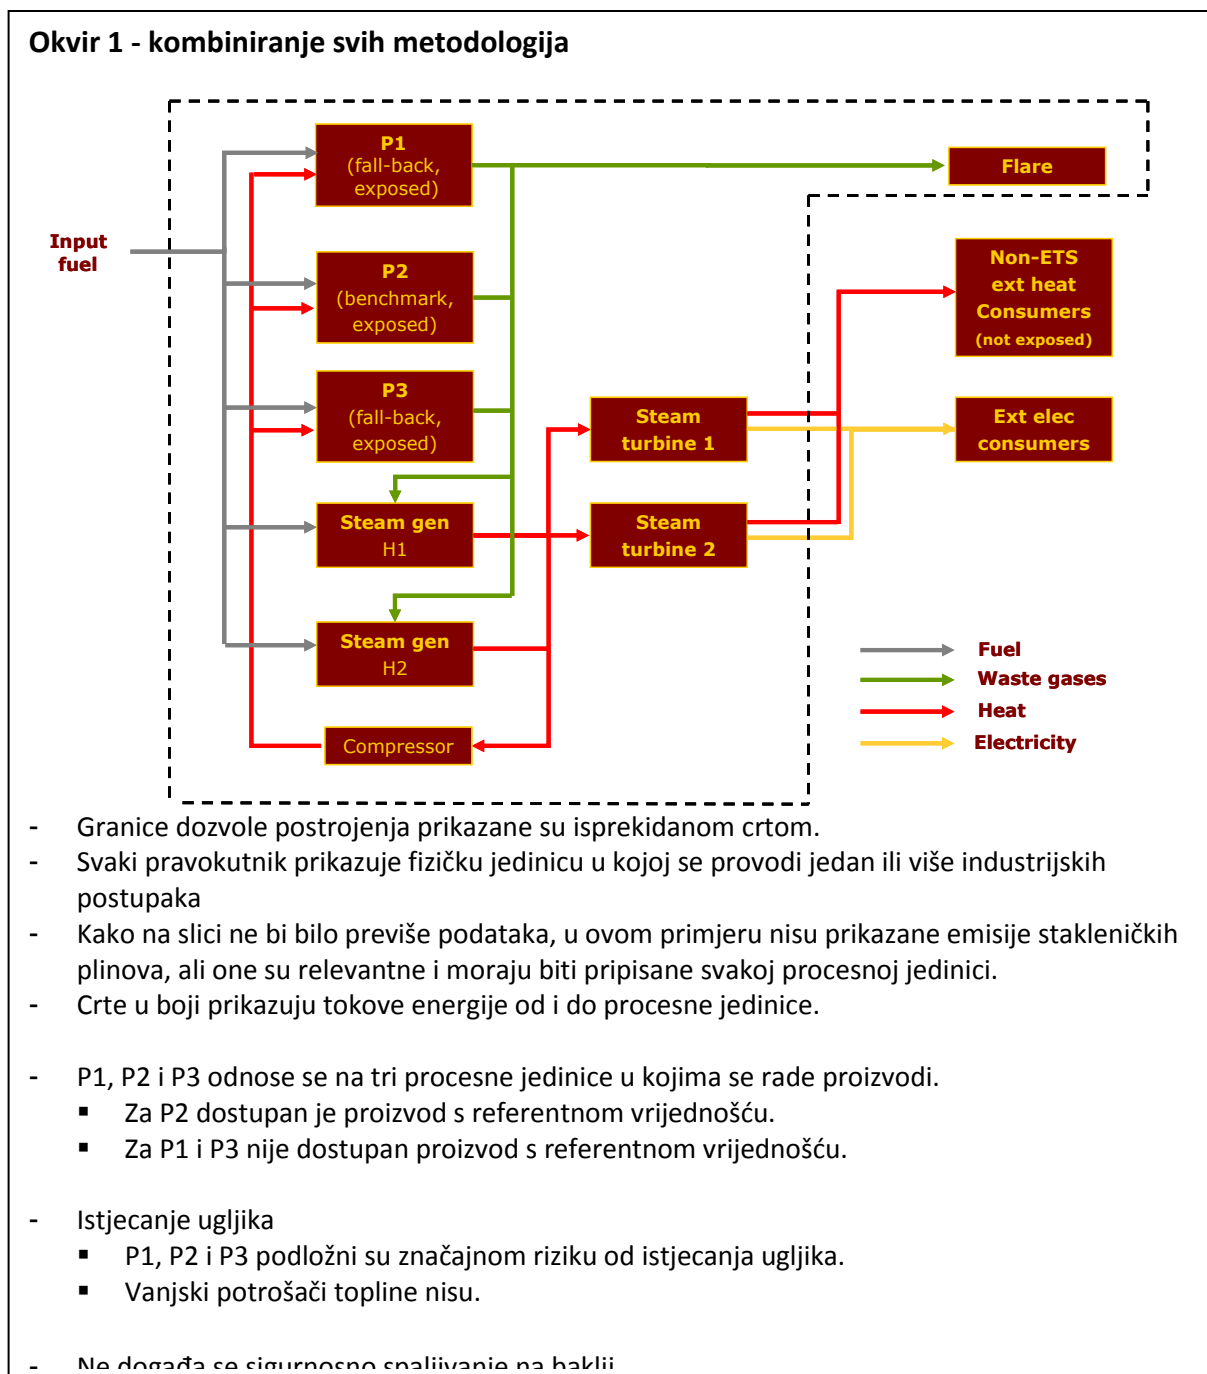 Okvir 1 - kombiniranje svih metodologija
P1
(fall-back,
exposed)
Flare
Input
fuel
P2
(benchmark,
exposed)
Non-ETS
ext heat
Consumers
(not exposed)
P3
(fall-back,
exposed)
Steam
turbine 1
Ext elec
consumers
Steam gen
H1
Steam
turbine 2
Steam gen
H2
Compressor
Fuel
Waste gases
Heat
Electricity
- Granice dozvole postrojenja prikazane su isprekidanom crtom.
- Svaki pravokutnik prikazuje fizičku jedinicu u kojoj se provodi jedan ili više industrijskih
postupaka
- Kako na slici ne bi bilo previše podataka, u ovom primjeru nisu prikazane emisije stakleničkih
plinova, ali one su relevantne i moraju biti pripisane svakoj procesnoj jedinici.
- Crte u boji prikazuju tokove energije od i do procesne jedinice.
- P1, P2 i P3 odnose se na tri procesne jedinice u kojima se rade proizvodi.
▪ Za P2 dostupan je proizvod s referentnom vrijednošću.
▪ Za P1 i P3 nije dostupan proizvod s referentnom vrijednošću.
- Istjecanje ugljika
▪ P1, P2 i P3 podložni su značajnom riziku od istjecanja ugljika.
▪ Vanjski potrošači topline nisu.
- Ne događa se sigurnosno spaljivanje na baklji